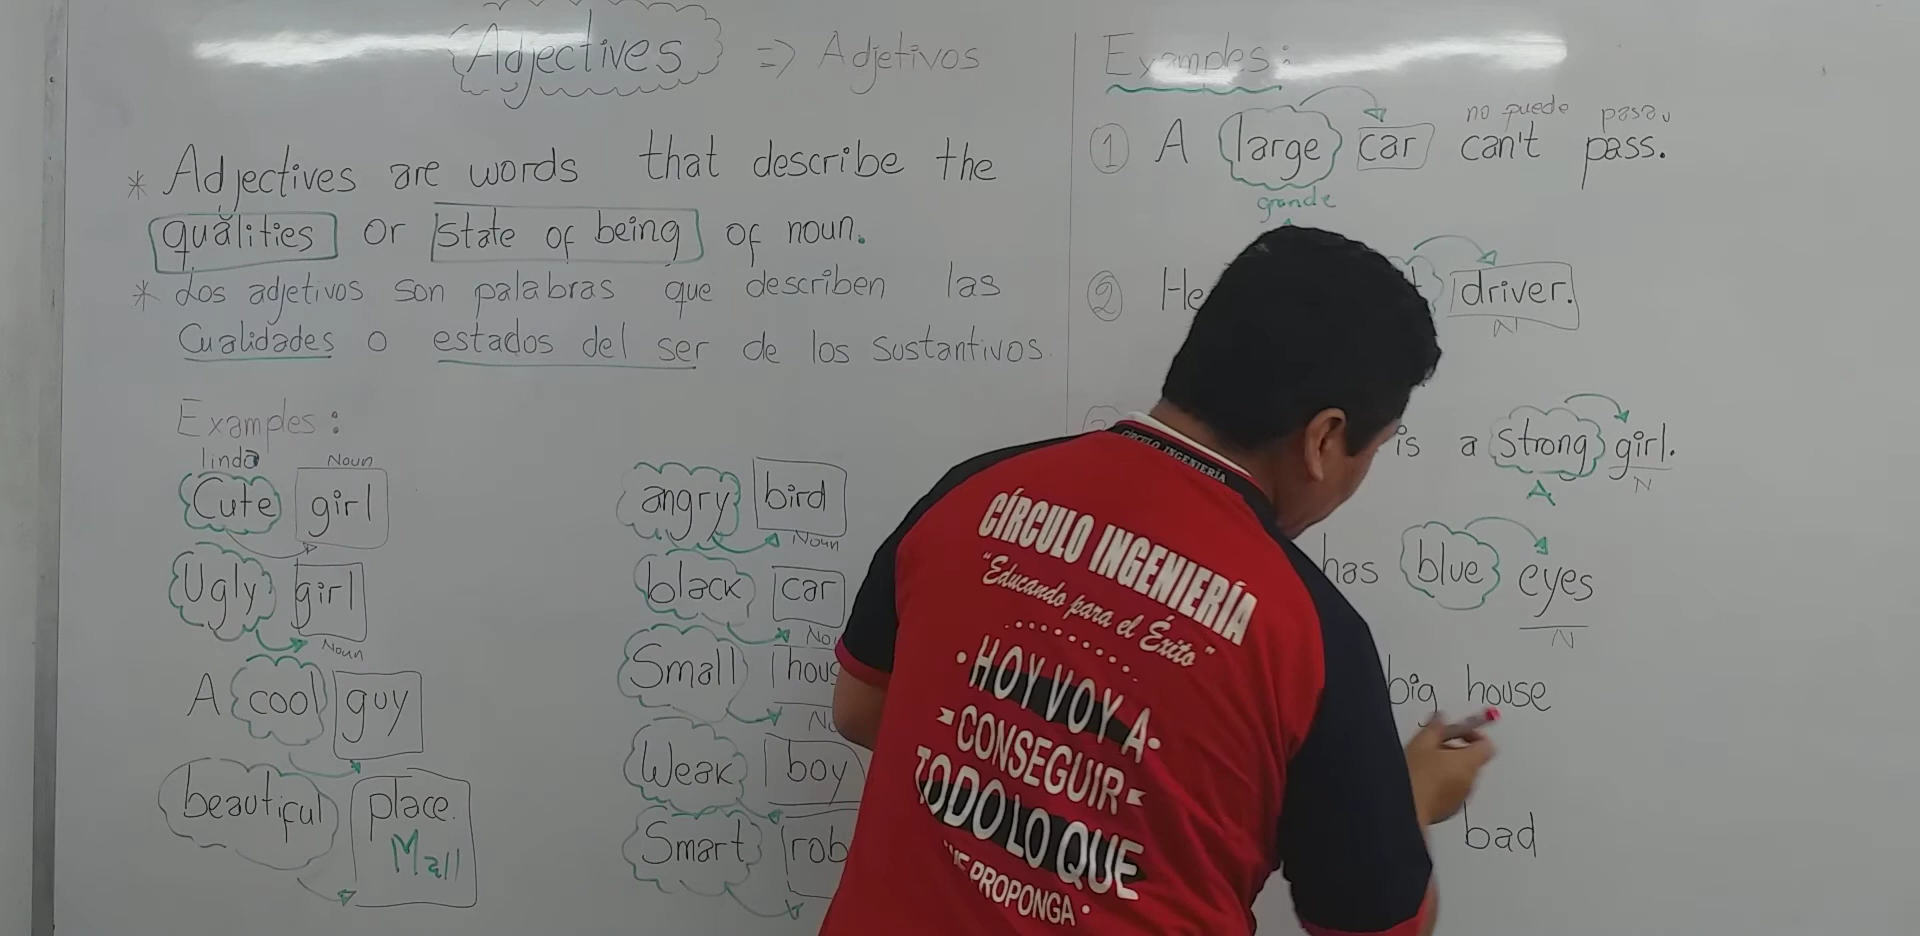 Adjectives => Adjetivos
* Adjectives are words that describe the
qualities or state of being of noun.
* Los adjetivos son palabras que describen las
Cualidades o estados del ser de los sustantivos.
Examples:
linda Noun
Cute girl
Ugly girl
Noun
A cool guy
beautiful place.
Mall
angry bird
Noun
black car
Small
Weak boy
Smart
Examples:
no puede pasar
① A large car can't pass.
grande
② He driver.
N
is a strong girl.
A N
has blue eyes
N
big house
bad
CÍRCULO INGENIERÍA
CÍRCULO INGENIERÍA
"Educando para el Éxito"
• HOY VOY A •
CONSEGUIR
TODO LO QUE
ME PROPONGA •